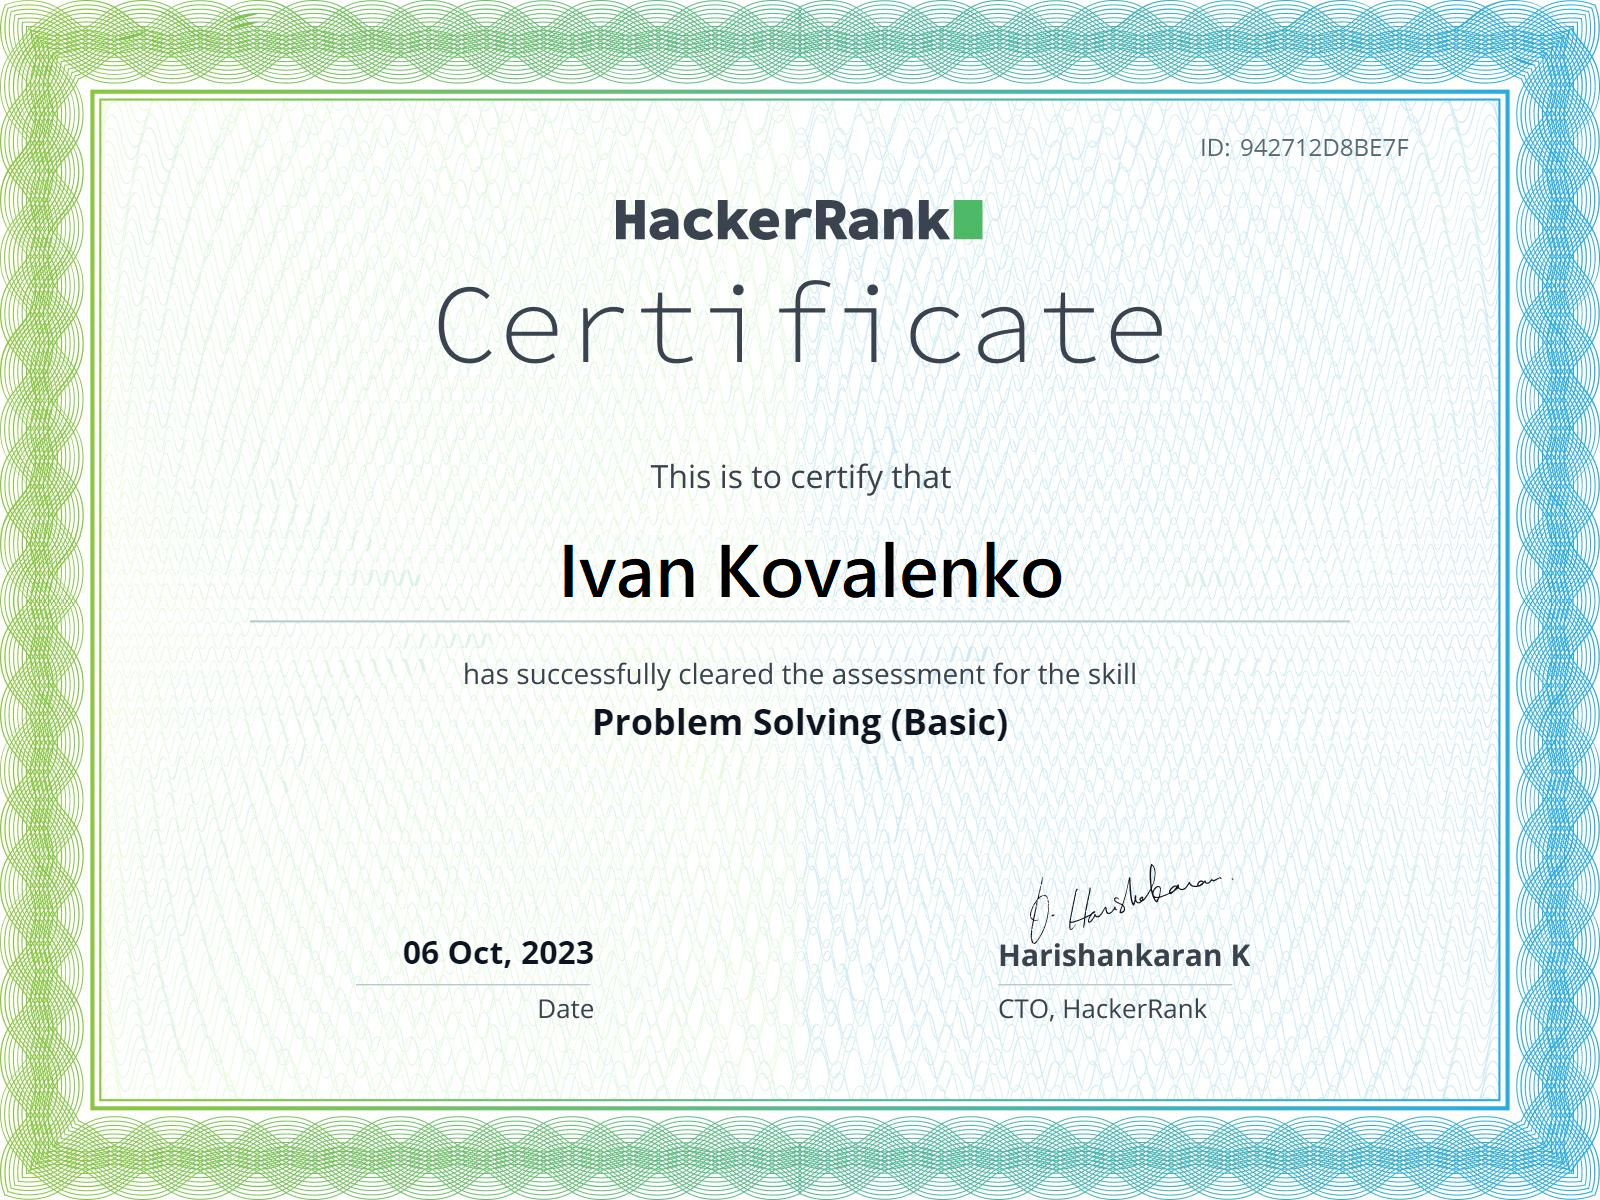 ID: 942712D8BE7F
HackerRank
Certificate
This is to certify that
Ivan Kovalenko
has successfully cleared the assessment for the skill
Problem Solving (Basic)
D. Harishankaran
06 Oct, 2023
Harishankaran K
Date
CTO, HackerRank